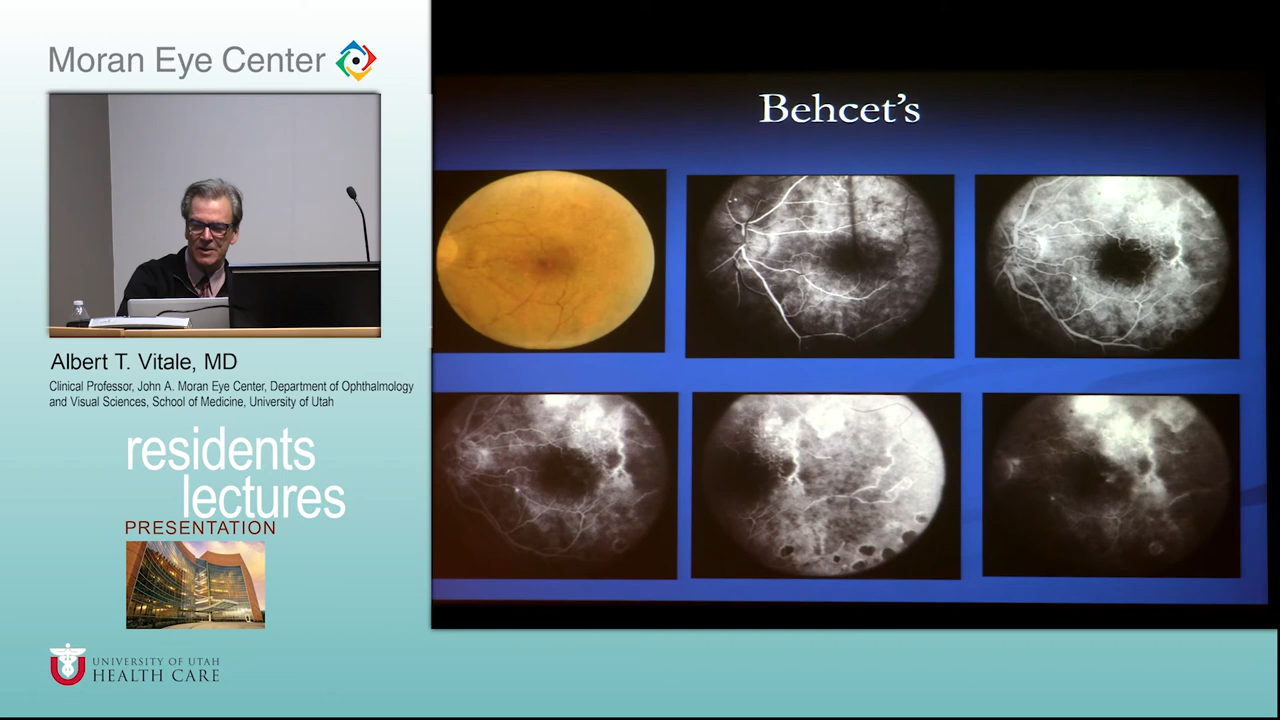 Moran Eye Center
Albert T. Vitale, MD
Clinical Professor, John A. Moran Eye Center, Department of Ophthalmology
and Visual Sciences, School of Medicine, University of Utah
residents
lectures
PRESENTATION
UNIVERSITY OF UTAH
HEALTH CARE
Behcet's